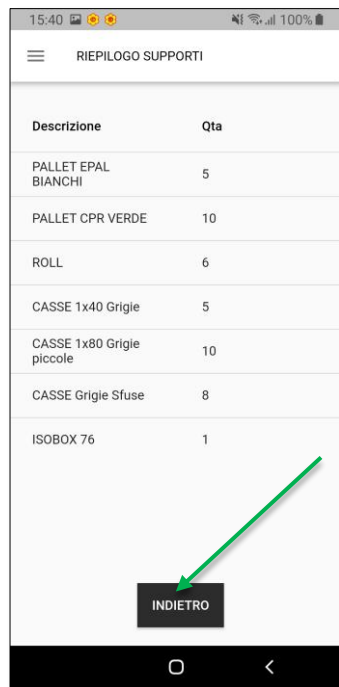 15:40 100%
RIEPILOGO SUPPORTI
Descrizione Qta
PALLET EPAL
BIANCHI 5
PALLET CPR VERDE 10
ROLL 6
CASSE 1x40 Grigie 5
CASSE 1x80 Grigie
piccole 10
CASSE Grigie Sfuse 8
ISOBOX 76 1
INDIETRO